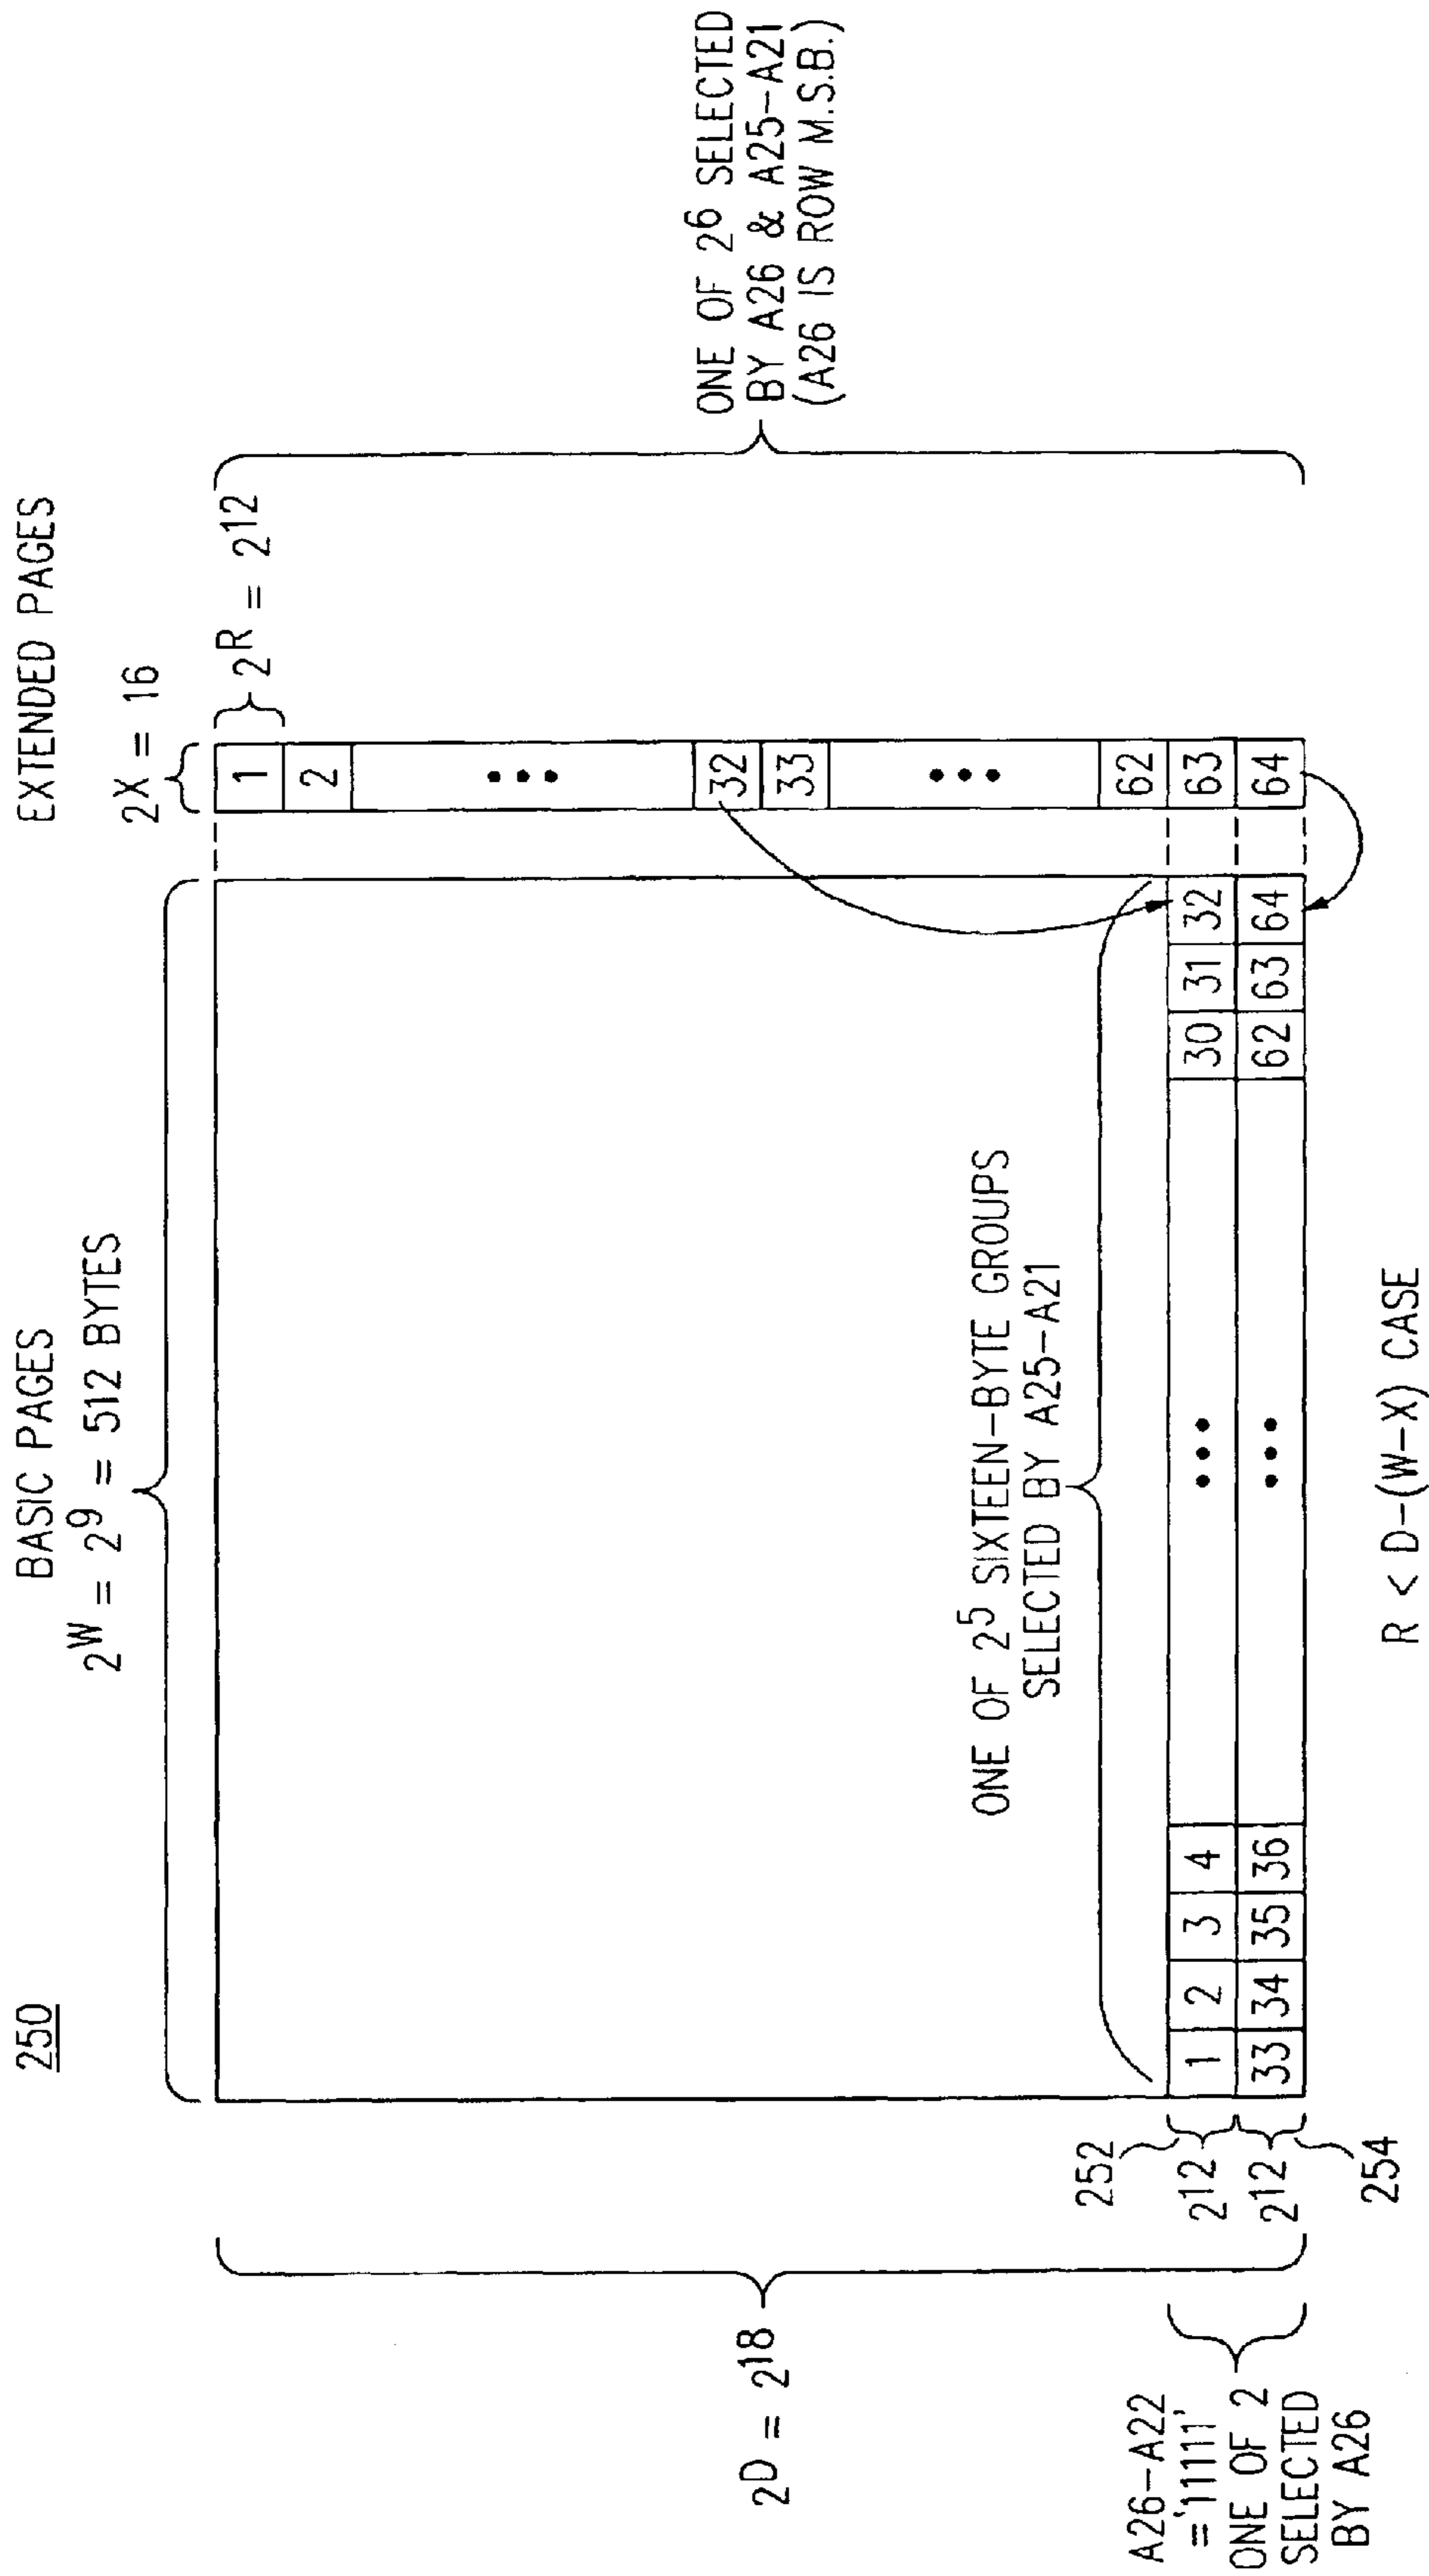 250
BASIC PAGES
2^W = 2^9 = 512 BYTES
EXTENDED PAGES
2^X = 16
2^R = 2^12
1
2
•••
32
33
•••
62
63
64
ONE OF 2^6 SELECTED
BY A26 & A25-A21
(A26 IS ROW M.S.B.)
2^D = 2^18
ONE OF 2^5 SIXTEEN-BYTE GROUPS
SELECTED BY A25-A21
A26-A22
='11111'
ONE OF 2
SELECTED
BY A26
252
2^12
2^12
254
1 2 3 4 ••• 30 31 32
33 34 35 36 ••• 62 63 64
R < D-(W-X) CASE